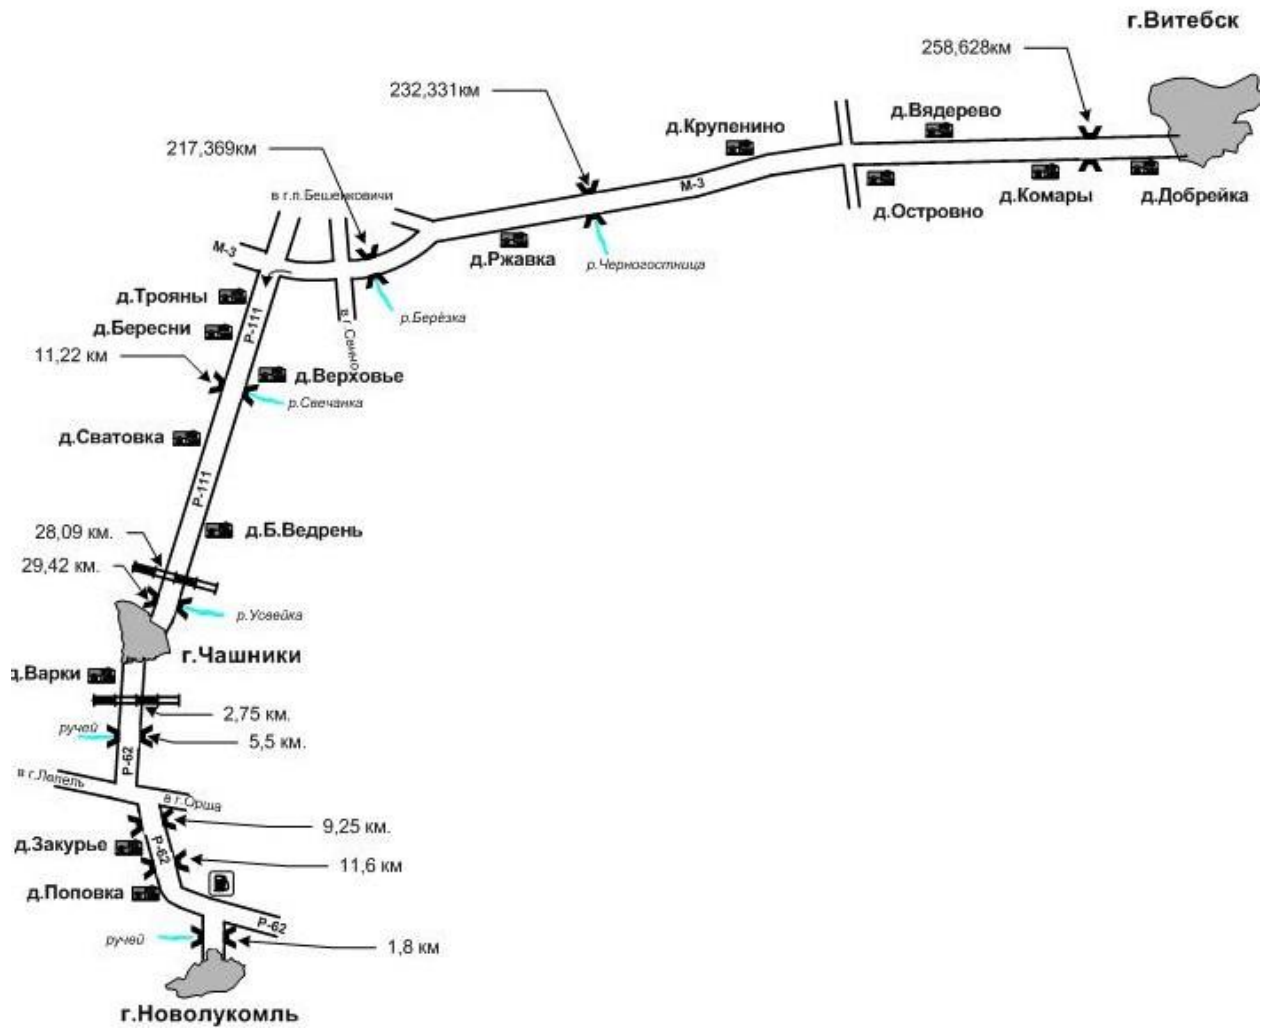 г.Витебск
258,628км
232,331км
д.Вядерево
д.Крупенино
217,369км
М-3
в г.п.Бешенковичи
д.Комары
д.Добрейка
д.Островно
М-3
д.Ржавка
р.Черногостница
д.Трояны
р.Берёзка
д.Бересни
Р-111
в г.Сенно
11,22 км
д.Верховье
р.Свечанка
д.Сватовка
Р-111
28,09 км.
д.Б.Ведрень
29,42 км.
р.Усвейка
г.Чашники
д.Варки
2,75 км.
ручей
5,5 км.
Р-62
в г.Лепель
в г.Орша
9,25 км.
д.Закурье
Р-62
11,6 км
д.Поповка
Р-62
ручей
1,8 км
г.Новолукомль